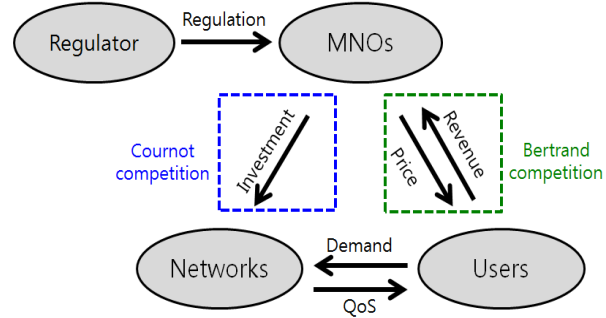 Regulation
Regulator
MNOs
Cournot
competition
Investment
Price
Revenue
Bertrand
competition
Networks
Demand
QoS
Users